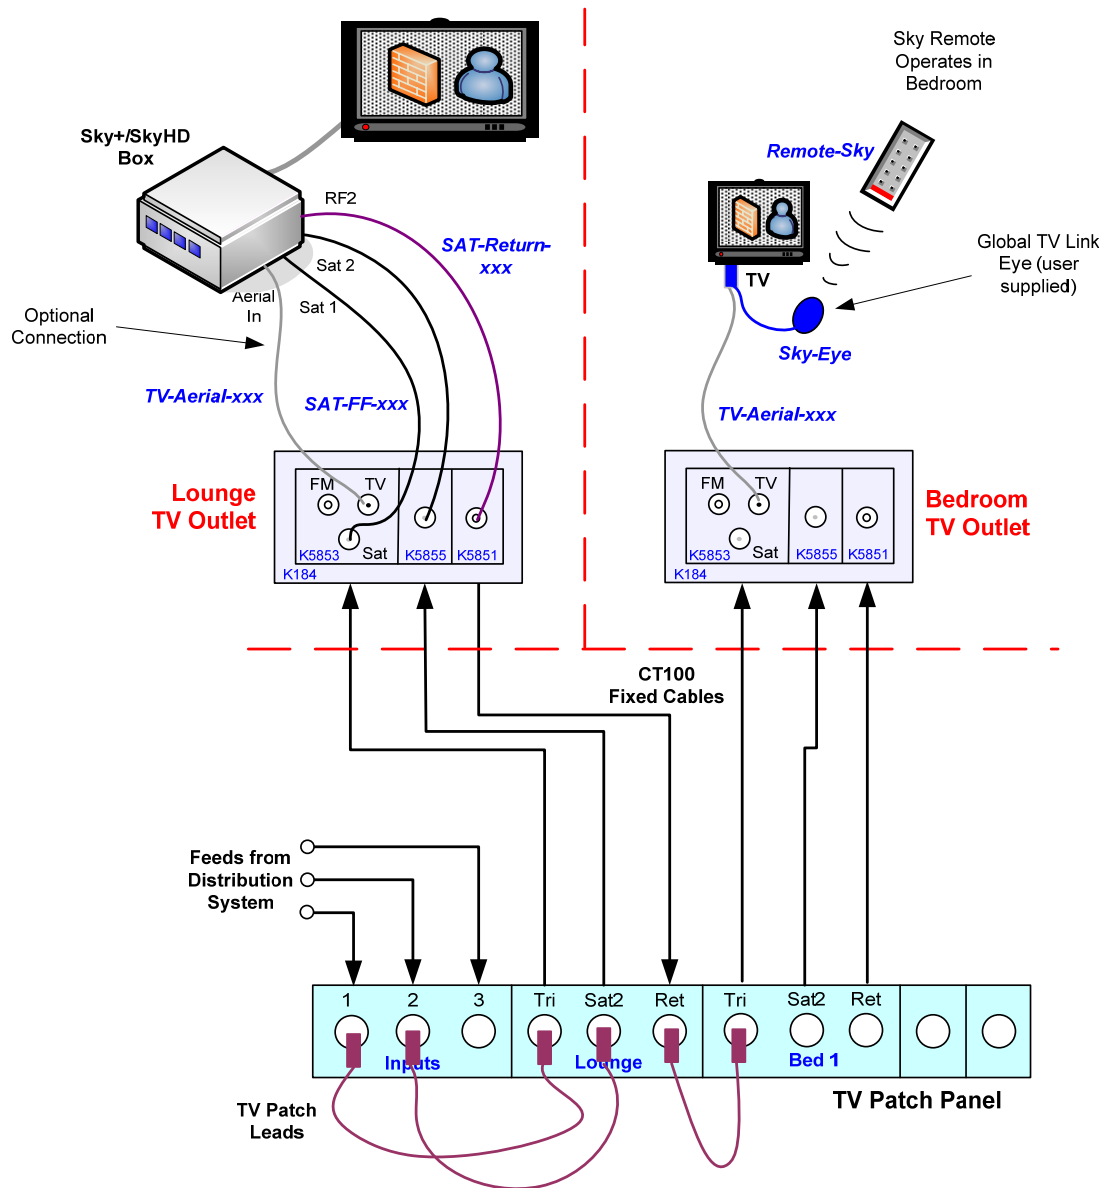 Sky Remote
Operates in
Bedroom
Sky+/SkyHD
Box
Remote-Sky
RF2
SAT-Return-
xxx
Global TV Link
Eye (user
supplied)
Sat 2
TV
Aerial
In
Sat 1
Optional
Connection
Sky-Eye
TV-Aerial-xxx
SAT-FF-xxx
TV-Aerial-xxx
Lounge
TV Outlet
FM
TV
Sat
K5853
K5855
K5851
K184
FM
TV
Sat
K5853
K5855
K5851
K184
Bedroom
TV Outlet
CT100
Fixed Cables
Feeds from
Distribution
System
1
2
3
Tri
Sat2
Ret
Tri
Sat2
Ret
Inputs
Lounge
Bed 1
TV Patch
Leads
TV Patch Panel